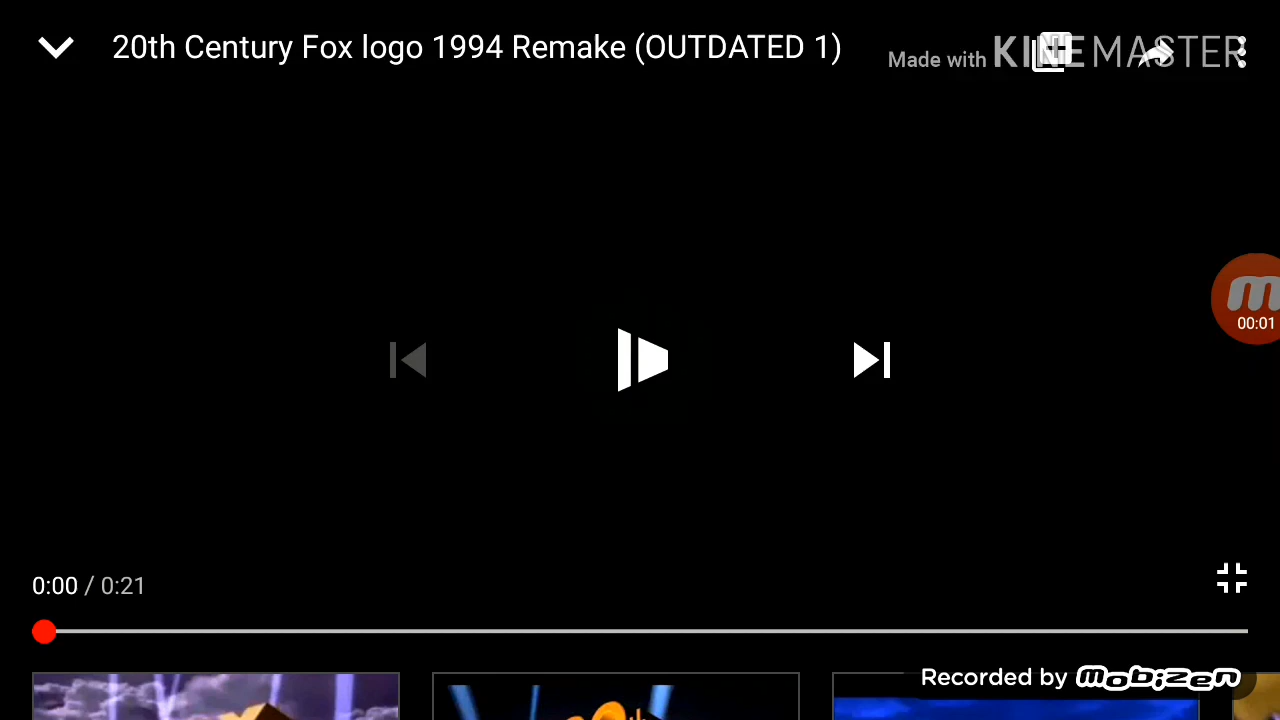 20th Century Fox logo 1994 Remake (OUTDATED 1)
Made with KINEMASTER
00:01
0:00 / 0:21
Recorded by mobizen